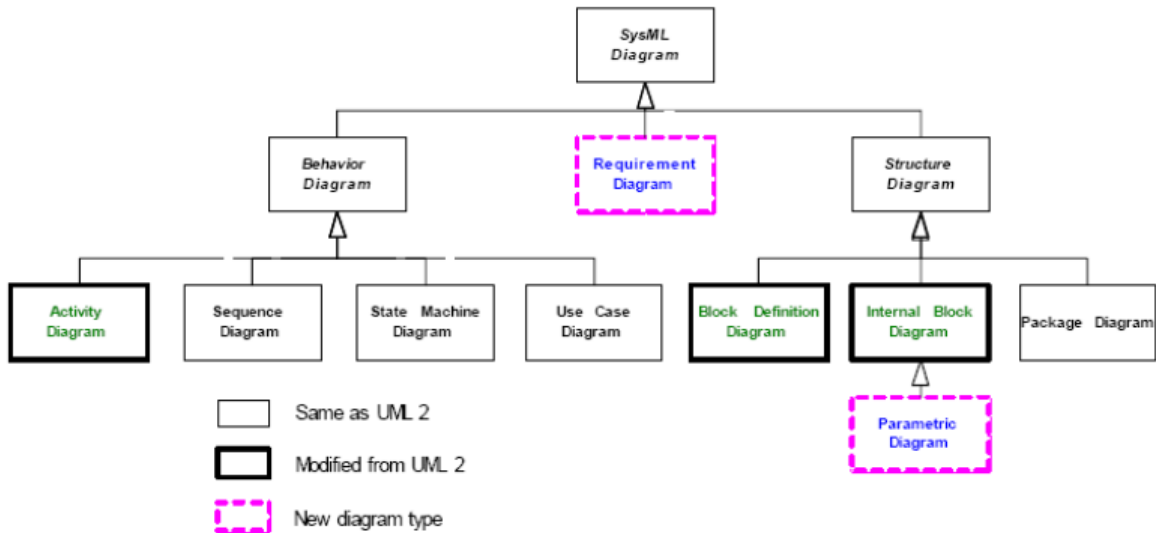 SysML
Diagram
Behavior
Diagram
Requirement
Diagram
Structure
Diagram
Activity
Diagram
Sequence
Diagram
State Machine
Diagram
Use Case
Diagram
Block Definition
Diagram
Internal Block
Diagram
Package Diagram
Parametric
Diagram
Same as UML 2
Modified from UML 2
New diagram type